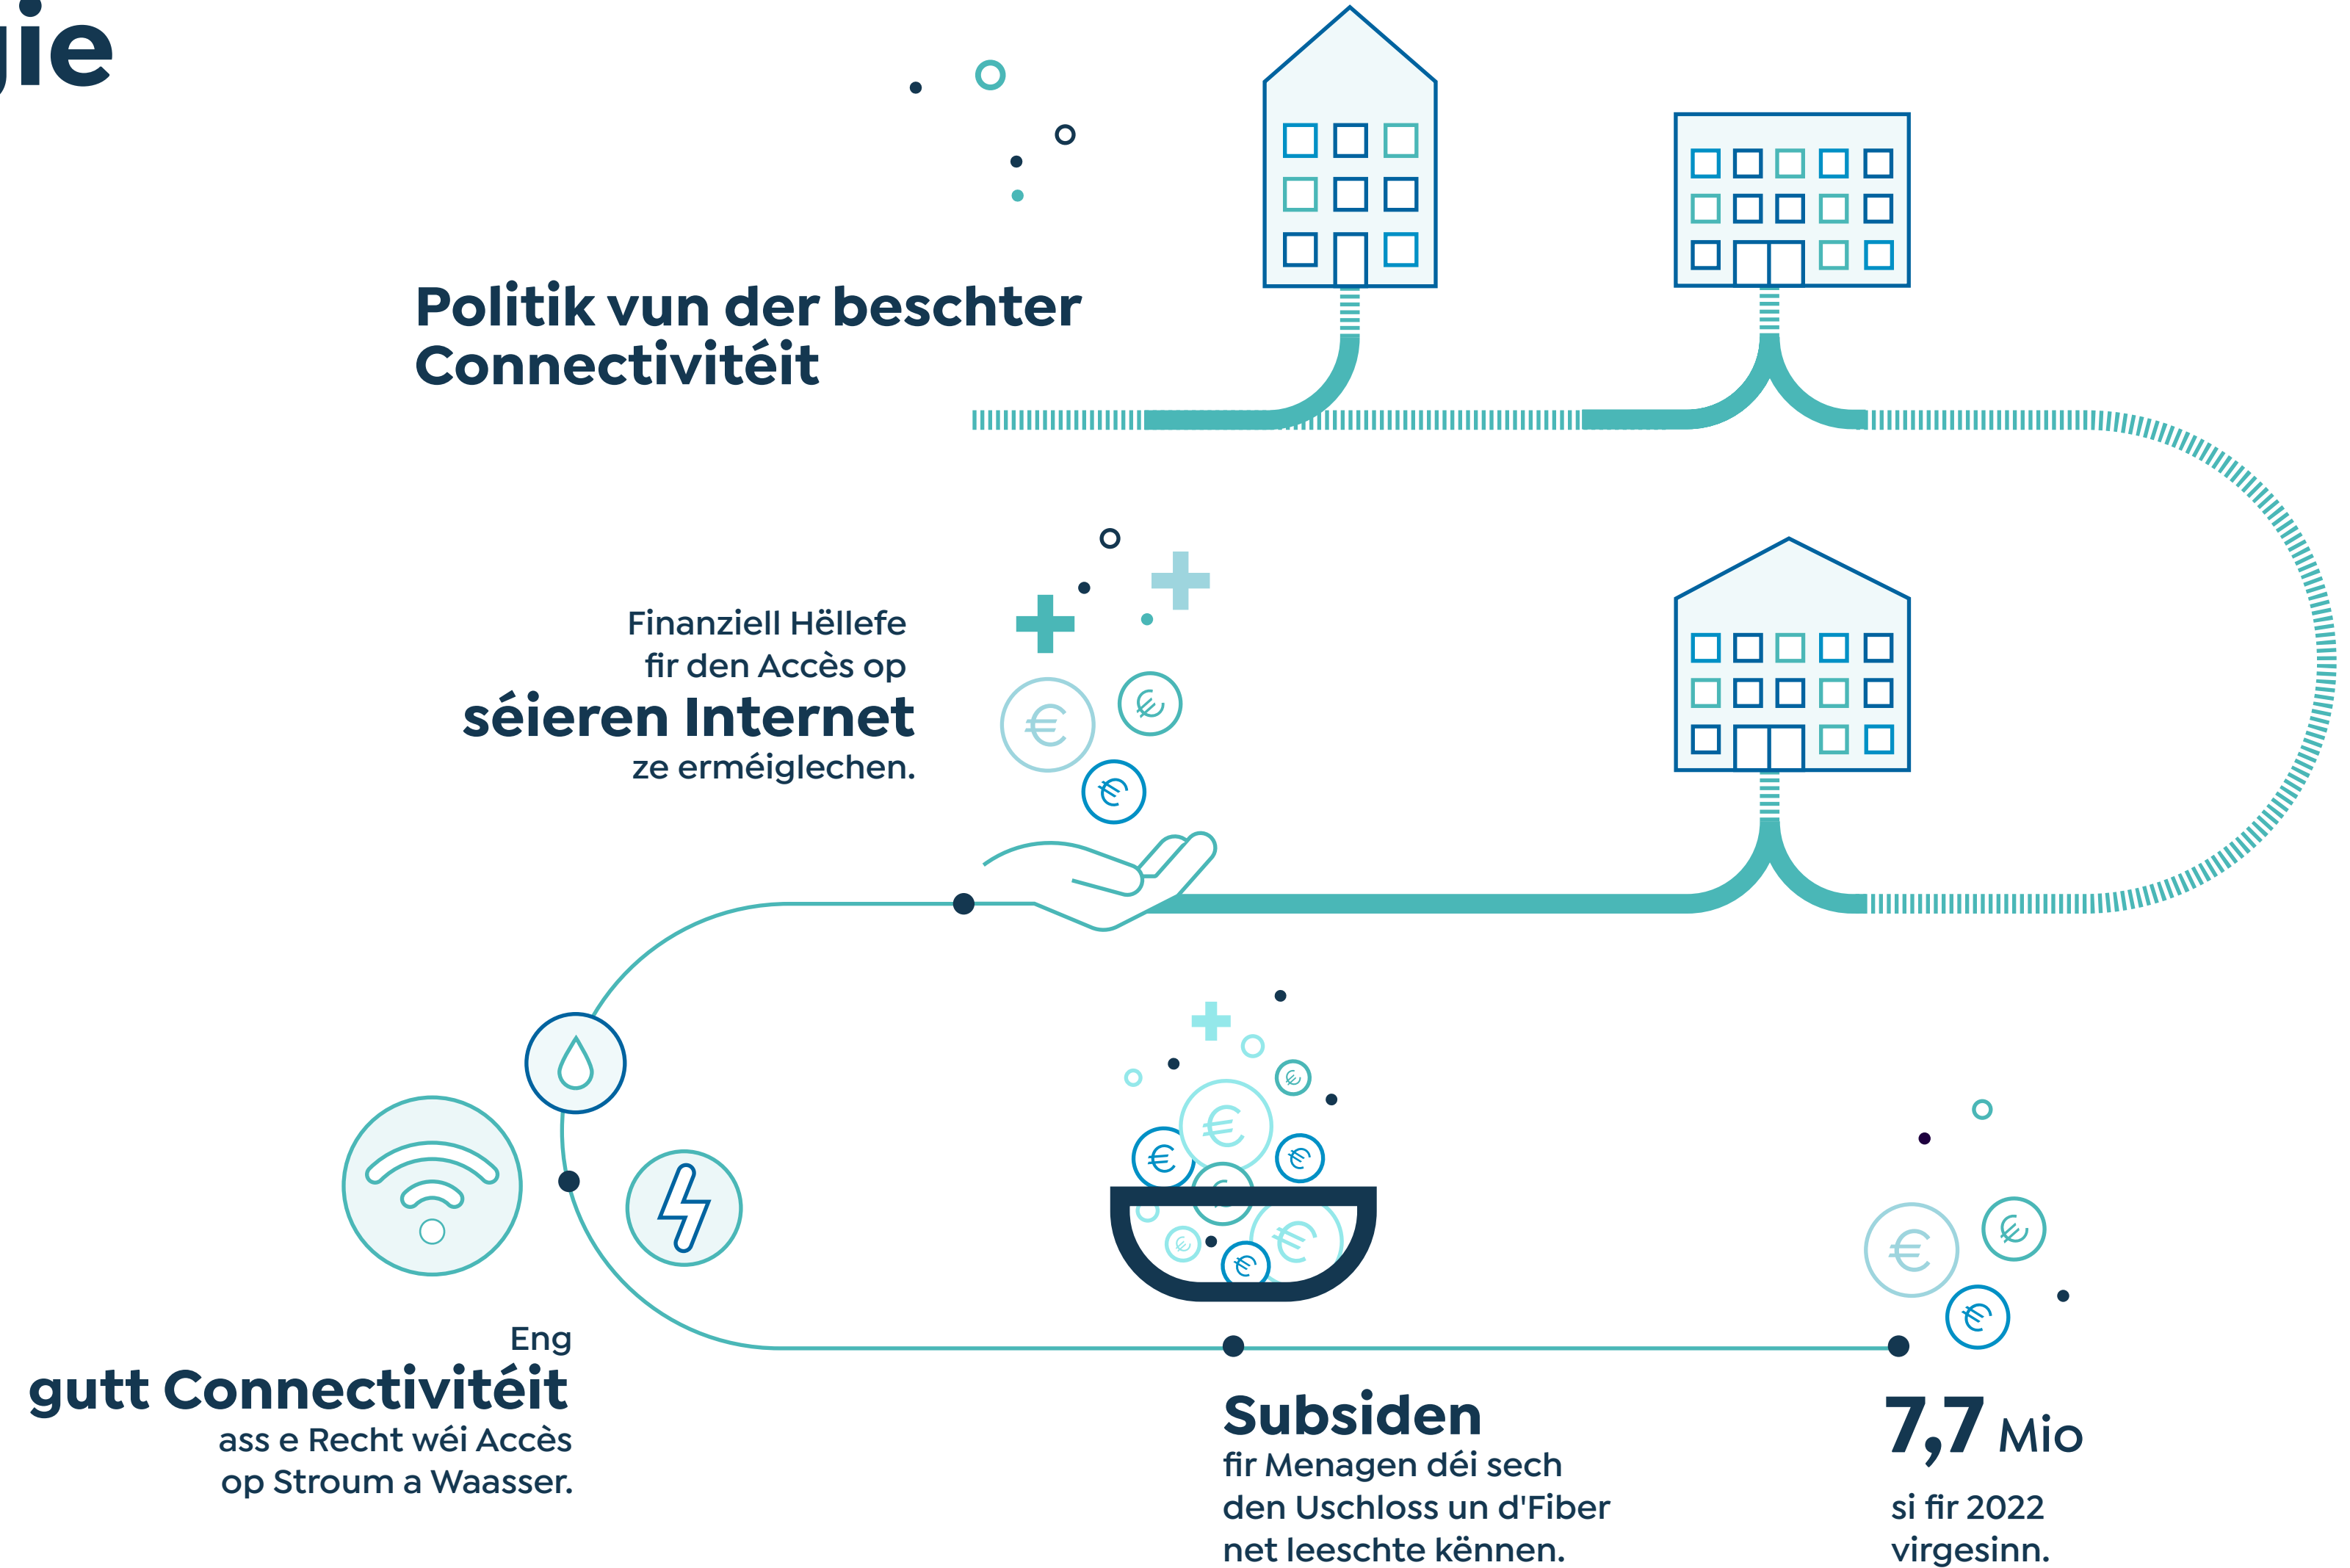 Politik vun der beschter
Connectivitéit
Finanziell Hëllefe
fir den Accès op
séieren Internet
ze erméiglechen.
Eng
gutt Connectivitéit
ass e Recht wéi Accès
op Stroum a Waasser.
Subsiden
fir Menagen déi sech
den Uschloss un d'Fiber
net leeschte kënnen.
7,7 Mio
si fir 2022
virgesinn.